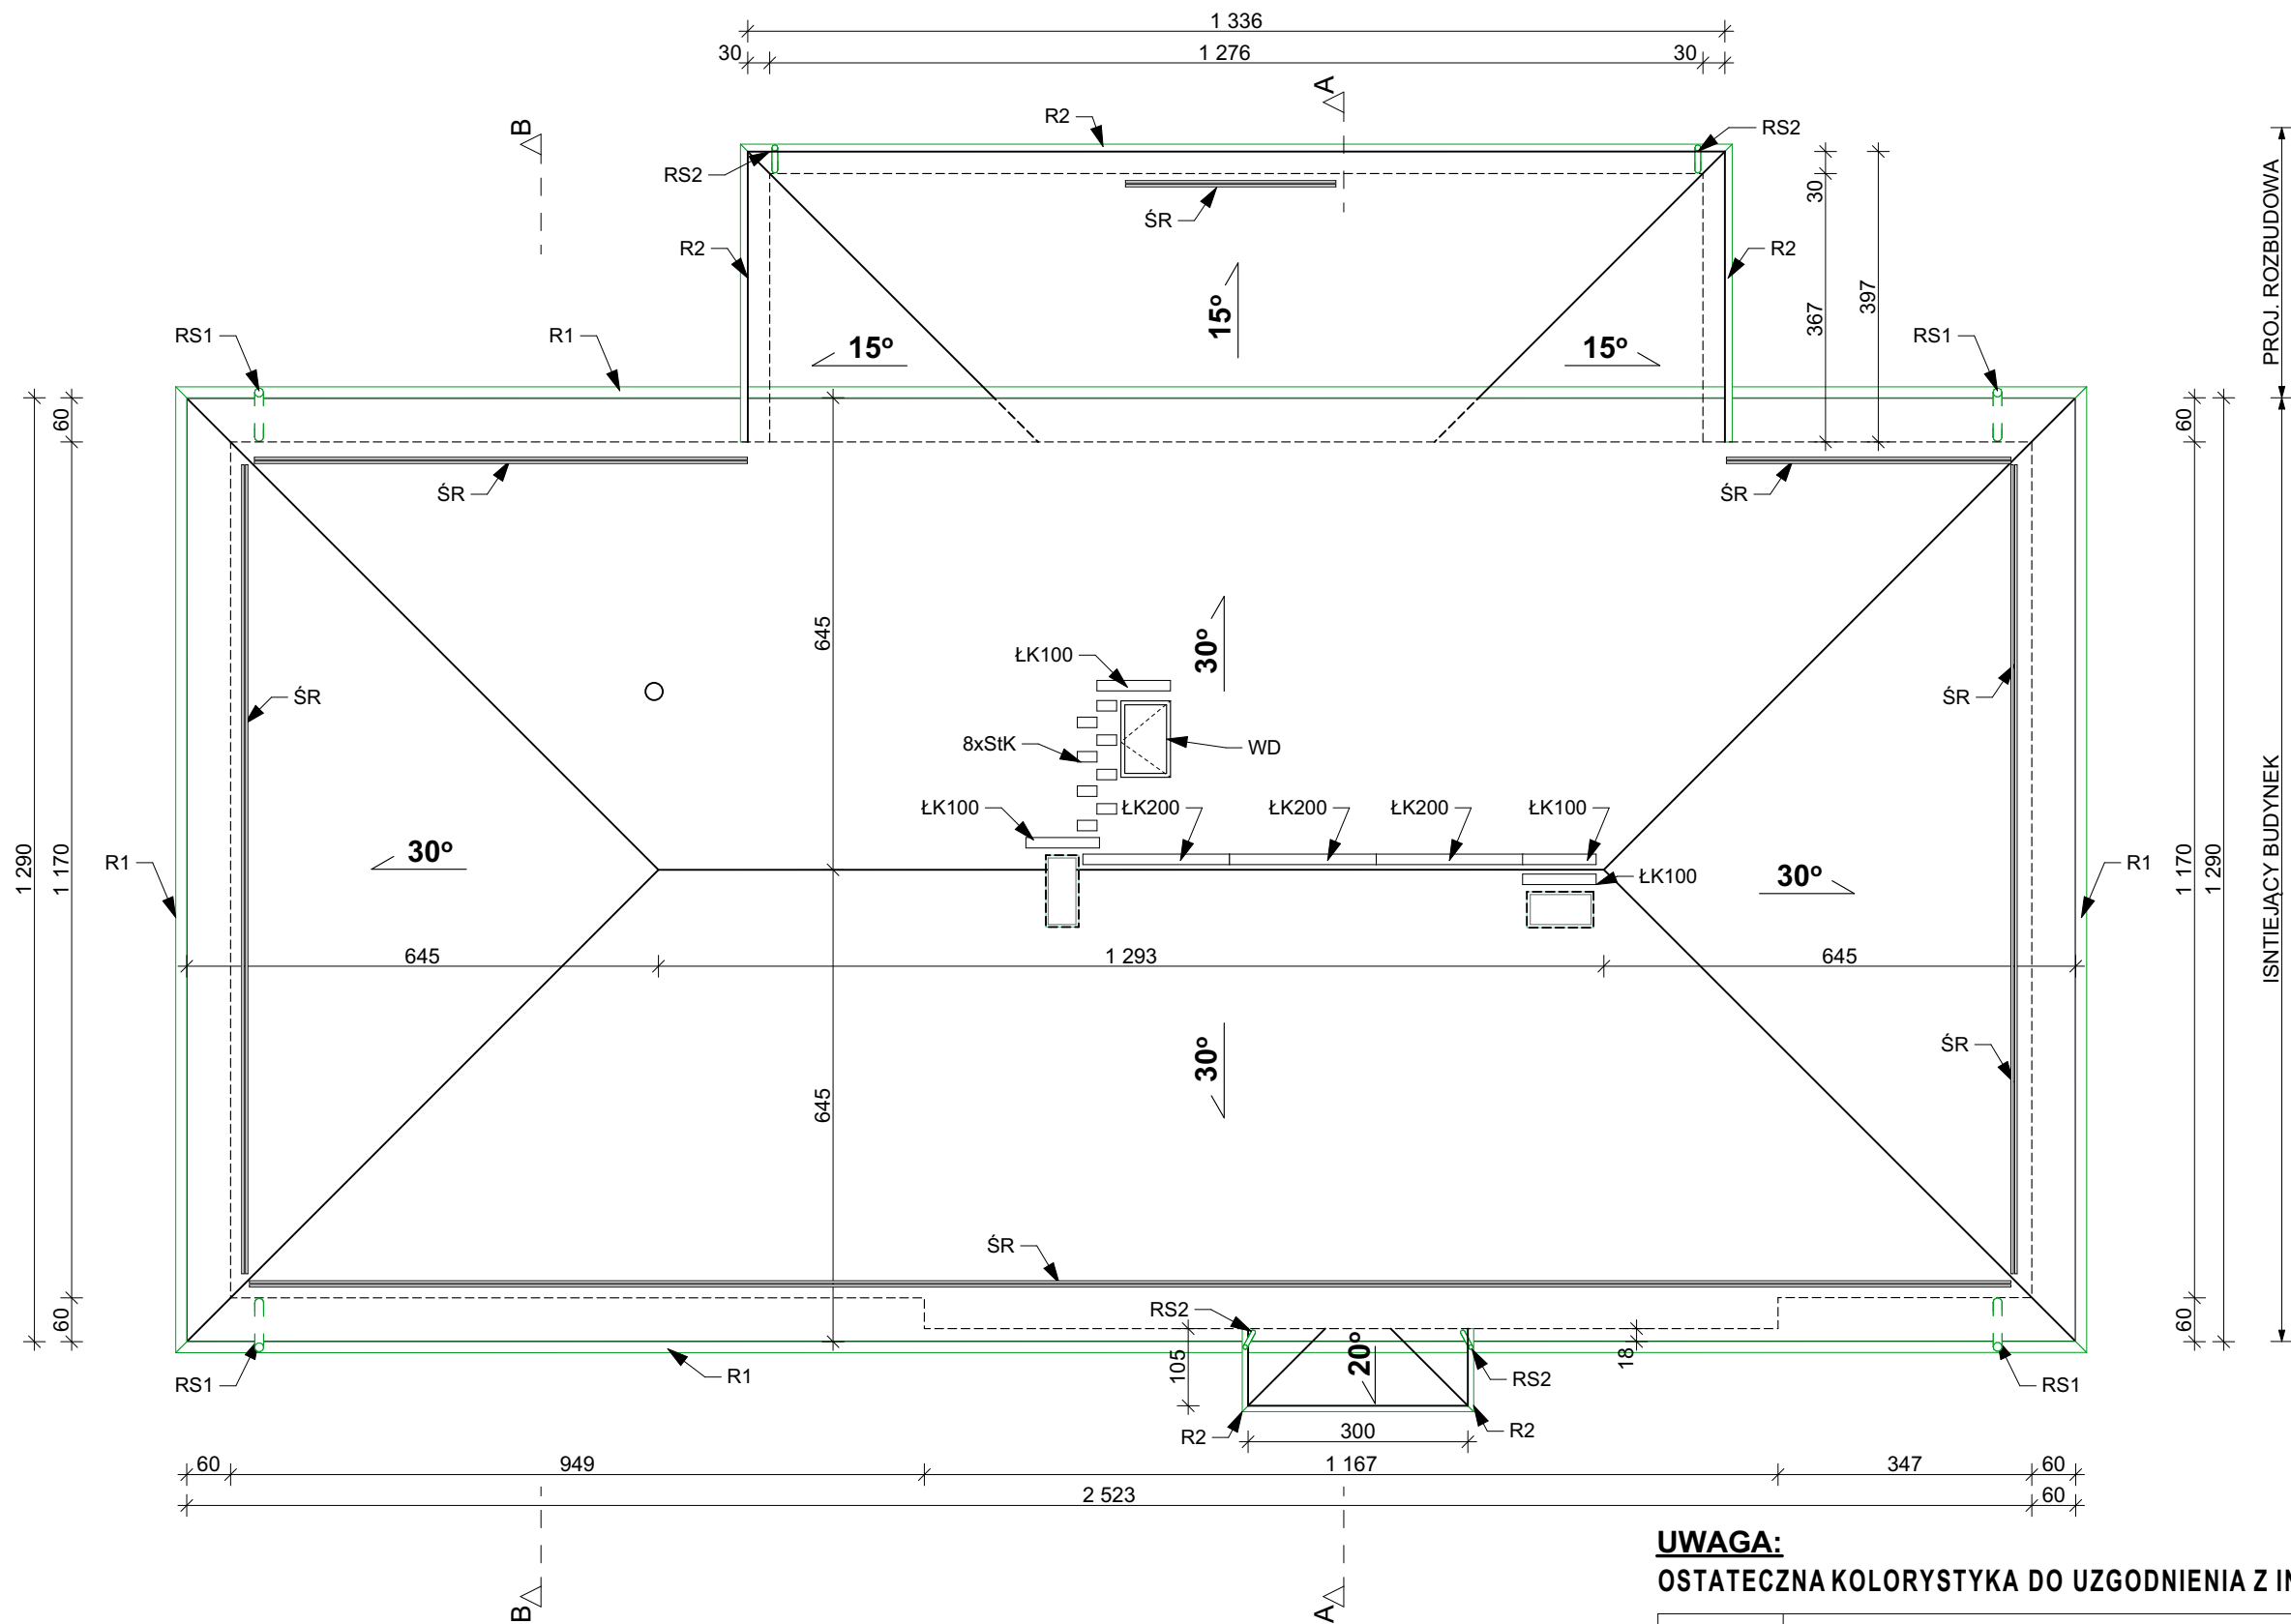 1 336
30
1 276
30
A
B
R2
RS2
RS2
ŚR
R2
R2
30
367
397
PROJ. ROZBUDOWA
15º
15º
15º
RS1
R1
RS1
60
60
ŚR
ŚR
645
30º
ŁK100
8xStK
WD
ŚR
ŚR
ŁK100
ŁK200
ŁK200
ŁK200
ŁK100
ŁK100
1 290
1 170
R1
30º
30º
R1
1 170
1 290
ISNTIEJĄCY BUDYNEK
645
1 293
645
645
30º
ŚR
ŚR
60
60
RS2
105
20º
18
RS1
R1
RS2
RS1
R2
300
R2
60
949
1 167
347
60
2 523
60
B
A
UWAGA:
OSTATECZNA KOLORYSTYKA DO UZGODNIENIA Z